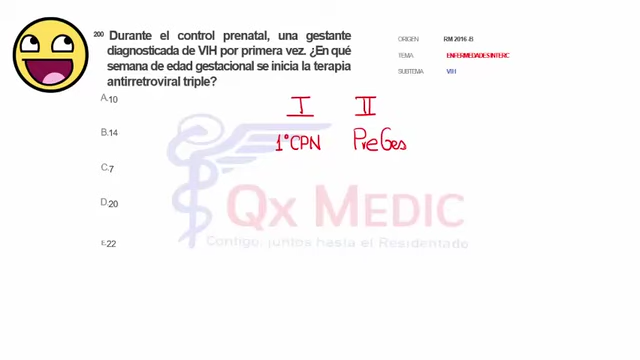 200 Durante el control prenatal, una gestante
diagnosticada de VIH por primera vez. ¿En qué
semana de edad gestacional se inicia la terapia
antirretroviral triple?
A.10
B.14
C.7
D.20
E.22
ORIGEN RM 2016-B
TEMA ENFERMEDADES INTERC
SUBTEMA VIH
I II
1°CPN PreGes
Qx MEDIC
Contigo, juntos hasta el Residentado